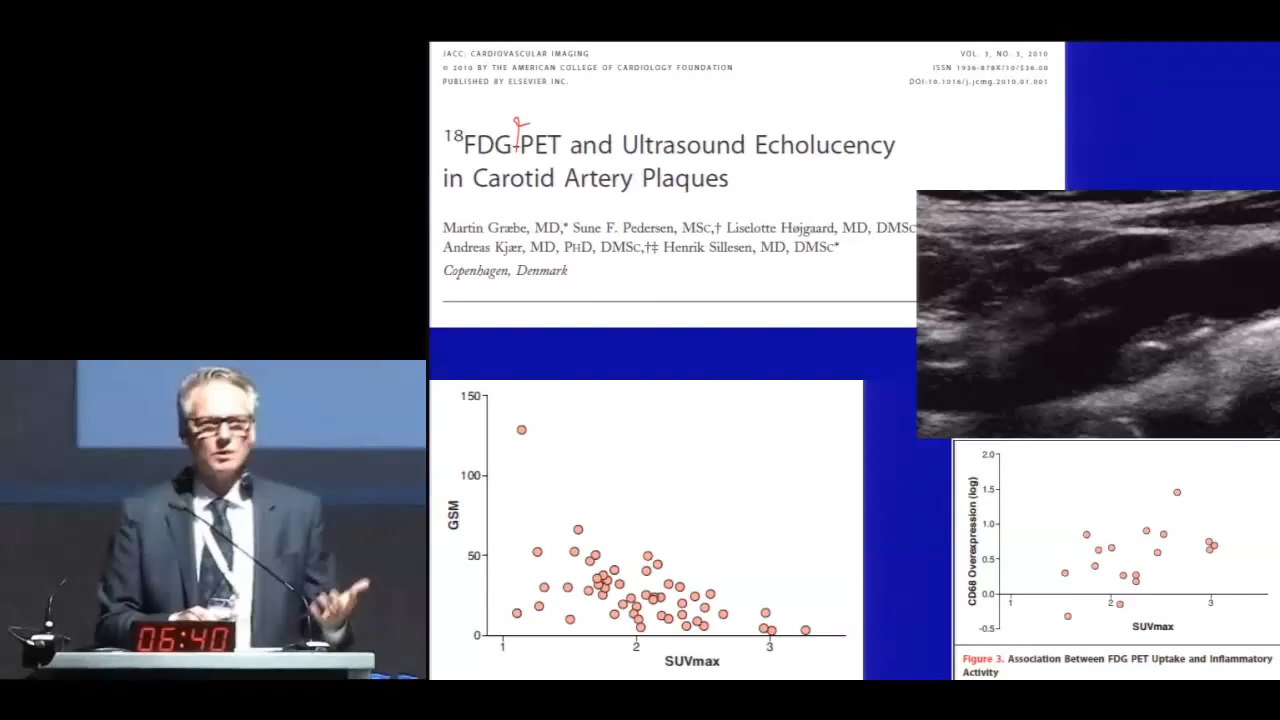 JACC: CARDIOVASCULAR IMAGING
VOL. 3, NO. 3, 2010
© 2010 BY THE AMERICAN COLLEGE OF CARDIOLOGY FOUNDATION
ISSN 1936-878X/10/$36.00
PUBLISHED BY ELSEVIER INC.
DOI:10.1016/j.jcmg.2010.01.001
¹⁸FDG-PET and Ultrasound Echolucency
in Carotid Artery Plaques
Martin Græbe, MD,* Sune F. Pedersen, MSc,† Liselotte Højgaard, MD, DMSc
Andreas Kjær, MD, PhD, DMSc,†‡ Henrik Sillesen, MD, DMSc*
Copenhagen, Denmark
150
100
50
0
GSM
1 2 3
SUVmax
2.0
1.5
1.0
0.5
0.0
-0.5
CD68 Overexpression (log)
1 2 3
SUVmax
Figure 3. Association Between FDG PET Uptake and Inflammatory
Activity
06:40